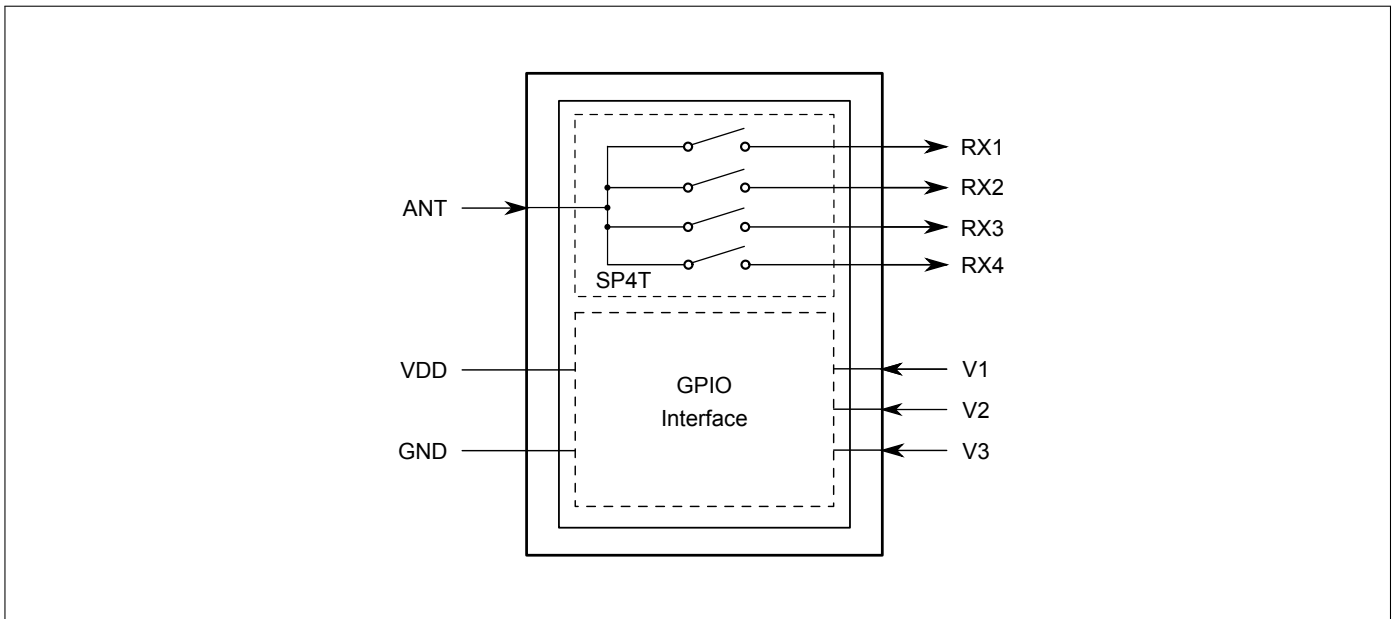 RX1
RX2
ANT
RX3
RX4
SP4T
VDD
V1
GPIO
Interface
V2
GND
V3